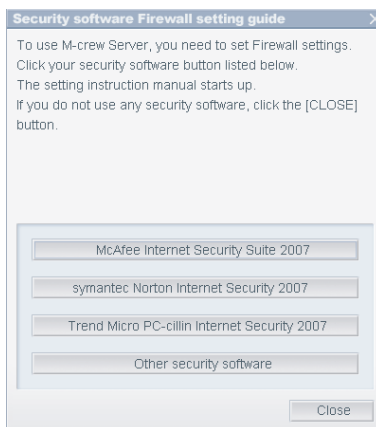 Security software Firewall setting guide
To use M-crew Server, you need to set Firewall settings.
Click your security software button listed below.
The setting instruction manual starts up.
If you do not use any security software, click the [CLOSE]
button.
McAfee Internet Security Suite 2007
symantec Norton Internet Security 2007
Trend Micro PC-cillin Internet Security 2007
Other security software
Close